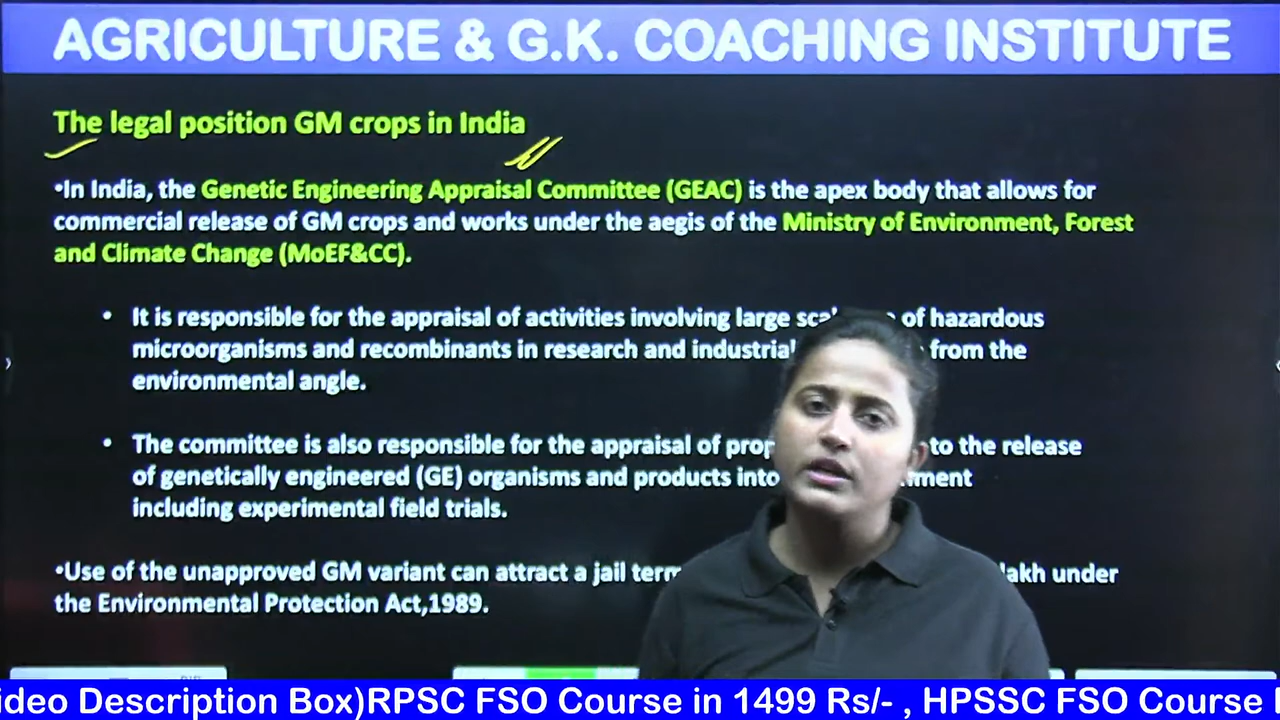 AGRICULTURE & G.K. COACHING INSTITUTE
The legal position GM crops in India
•In India, the Genetic Engineering Appraisal Committee (GEAC) is the apex body that allows for
commercial release of GM crops and works under the aegis of the Ministry of Environment, Forest
and Climate Change (MoEF&CC).
• It is responsible for the appraisal of activities involving large of hazardous
microorganisms and recombinants in research and industrial from the
environmental angle.
• The committee is also responsible for the appraisal of to the release
of genetically engineered (GE) organisms and products into
including experimental field trials.
•Use of the unapproved GM variant can attract a jail term lakh under
the Environmental Protection Act,1989.
ideo Description Box)RPSC FSO Course in 1499 Rs/- , HPSSC FSO Course